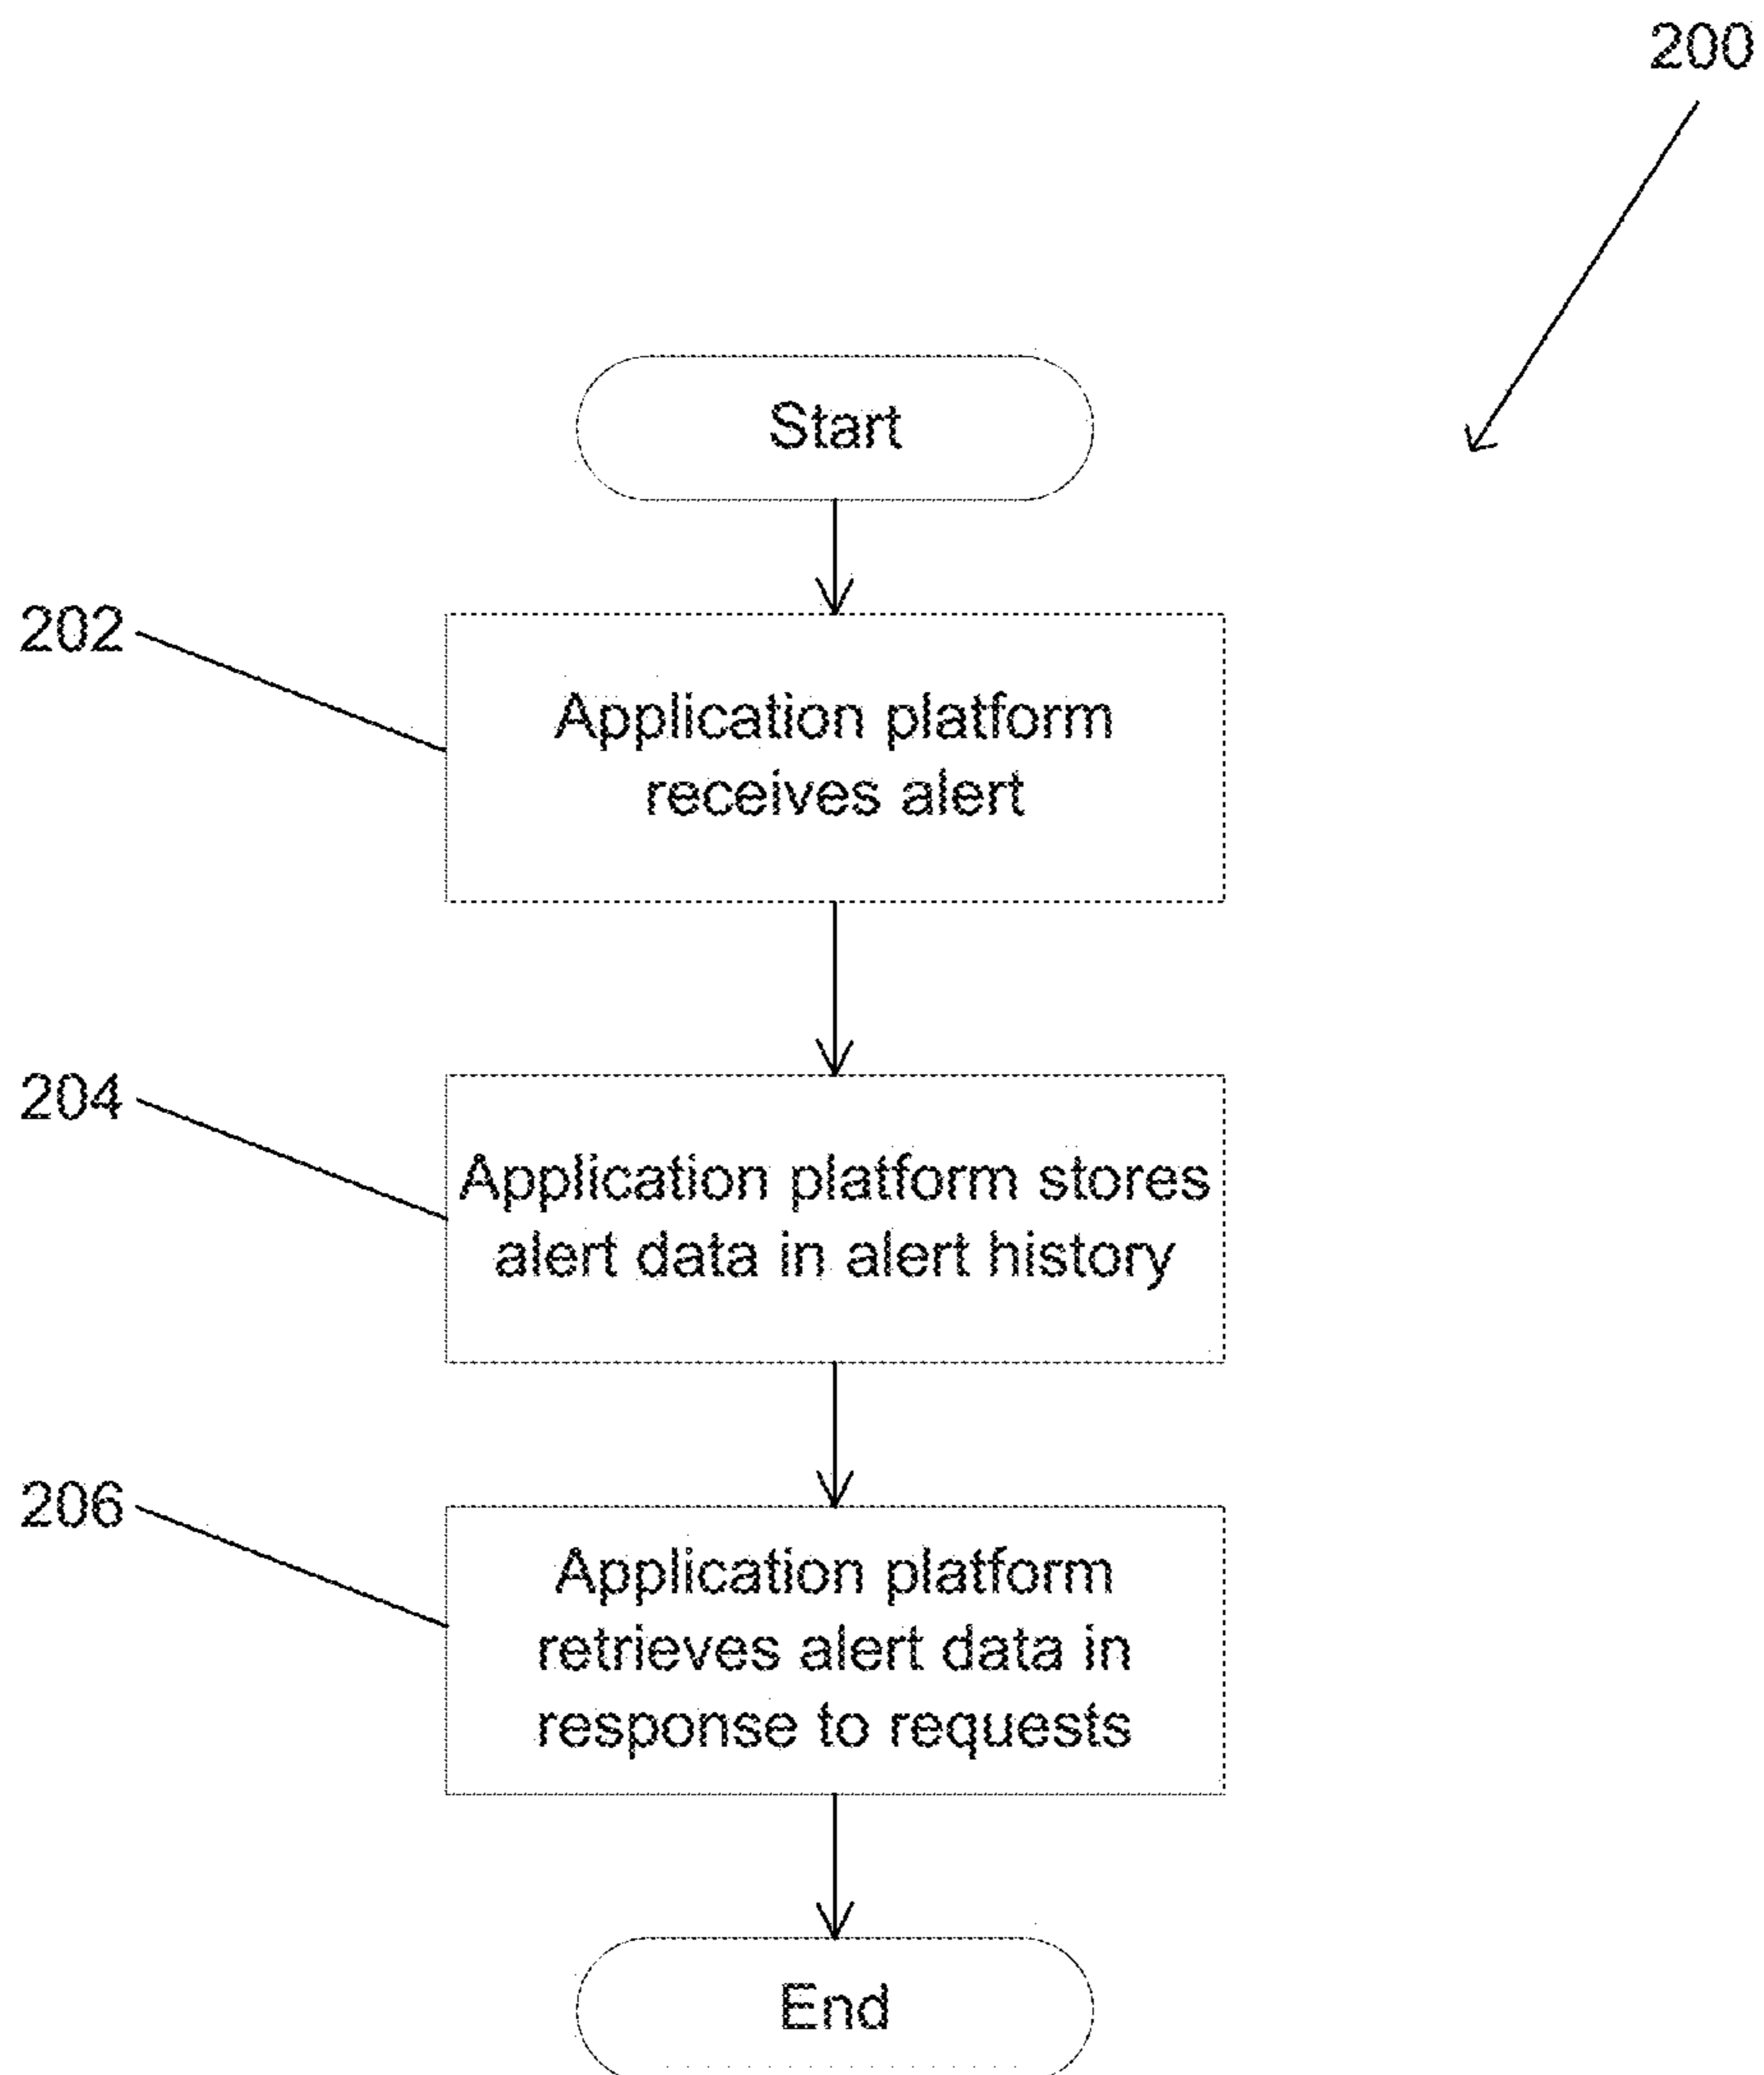 200
Start
202
Application platform
receives alert
204
Application platform stores
alert data in alert history
206
Application platform
retrieves alert data in
response to requests
End